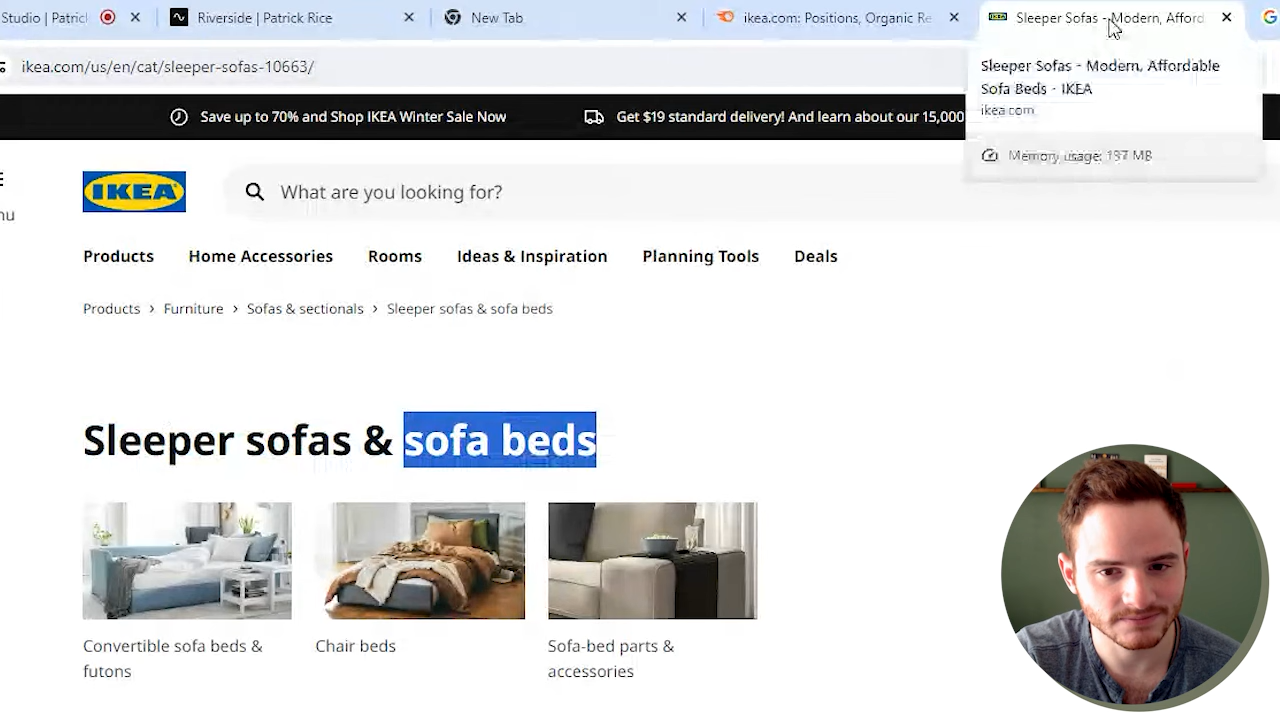 Studio | Patric
Riverside | Patrick Rice
New Tab
ikea.com: Positions, Organic Re
Sleeper Sofas - Modern, Afford
ikea.com/us/en/cat/sleeper-sofas-10663/
Sleeper Sofas - Modern, Affordable
Sofa Beds - IKEA
ikea.com
Memory usage: 197 MB
Save up to 70% and Shop IKEA Winter Sale Now
Get $19 standard delivery! And learn about our 15,000
IKEA
What are you looking for?
nu
Products
Home Accessories
Rooms
Ideas & Inspiration
Planning Tools
Deals
Products > Furniture > Sofas & sectionals > Sleeper sofas & sofa beds
Sleeper sofas & sofa beds
Convertible sofa beds &
futons
Chair beds
Sofa-bed parts &
accessories